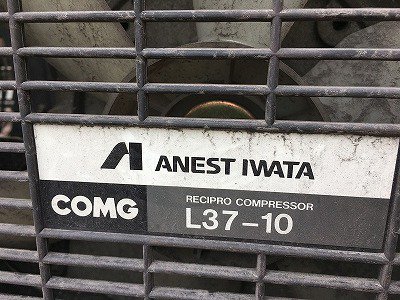 ANEST IWATA
COMG
RECIPRO COMPRESSOR
L37-10